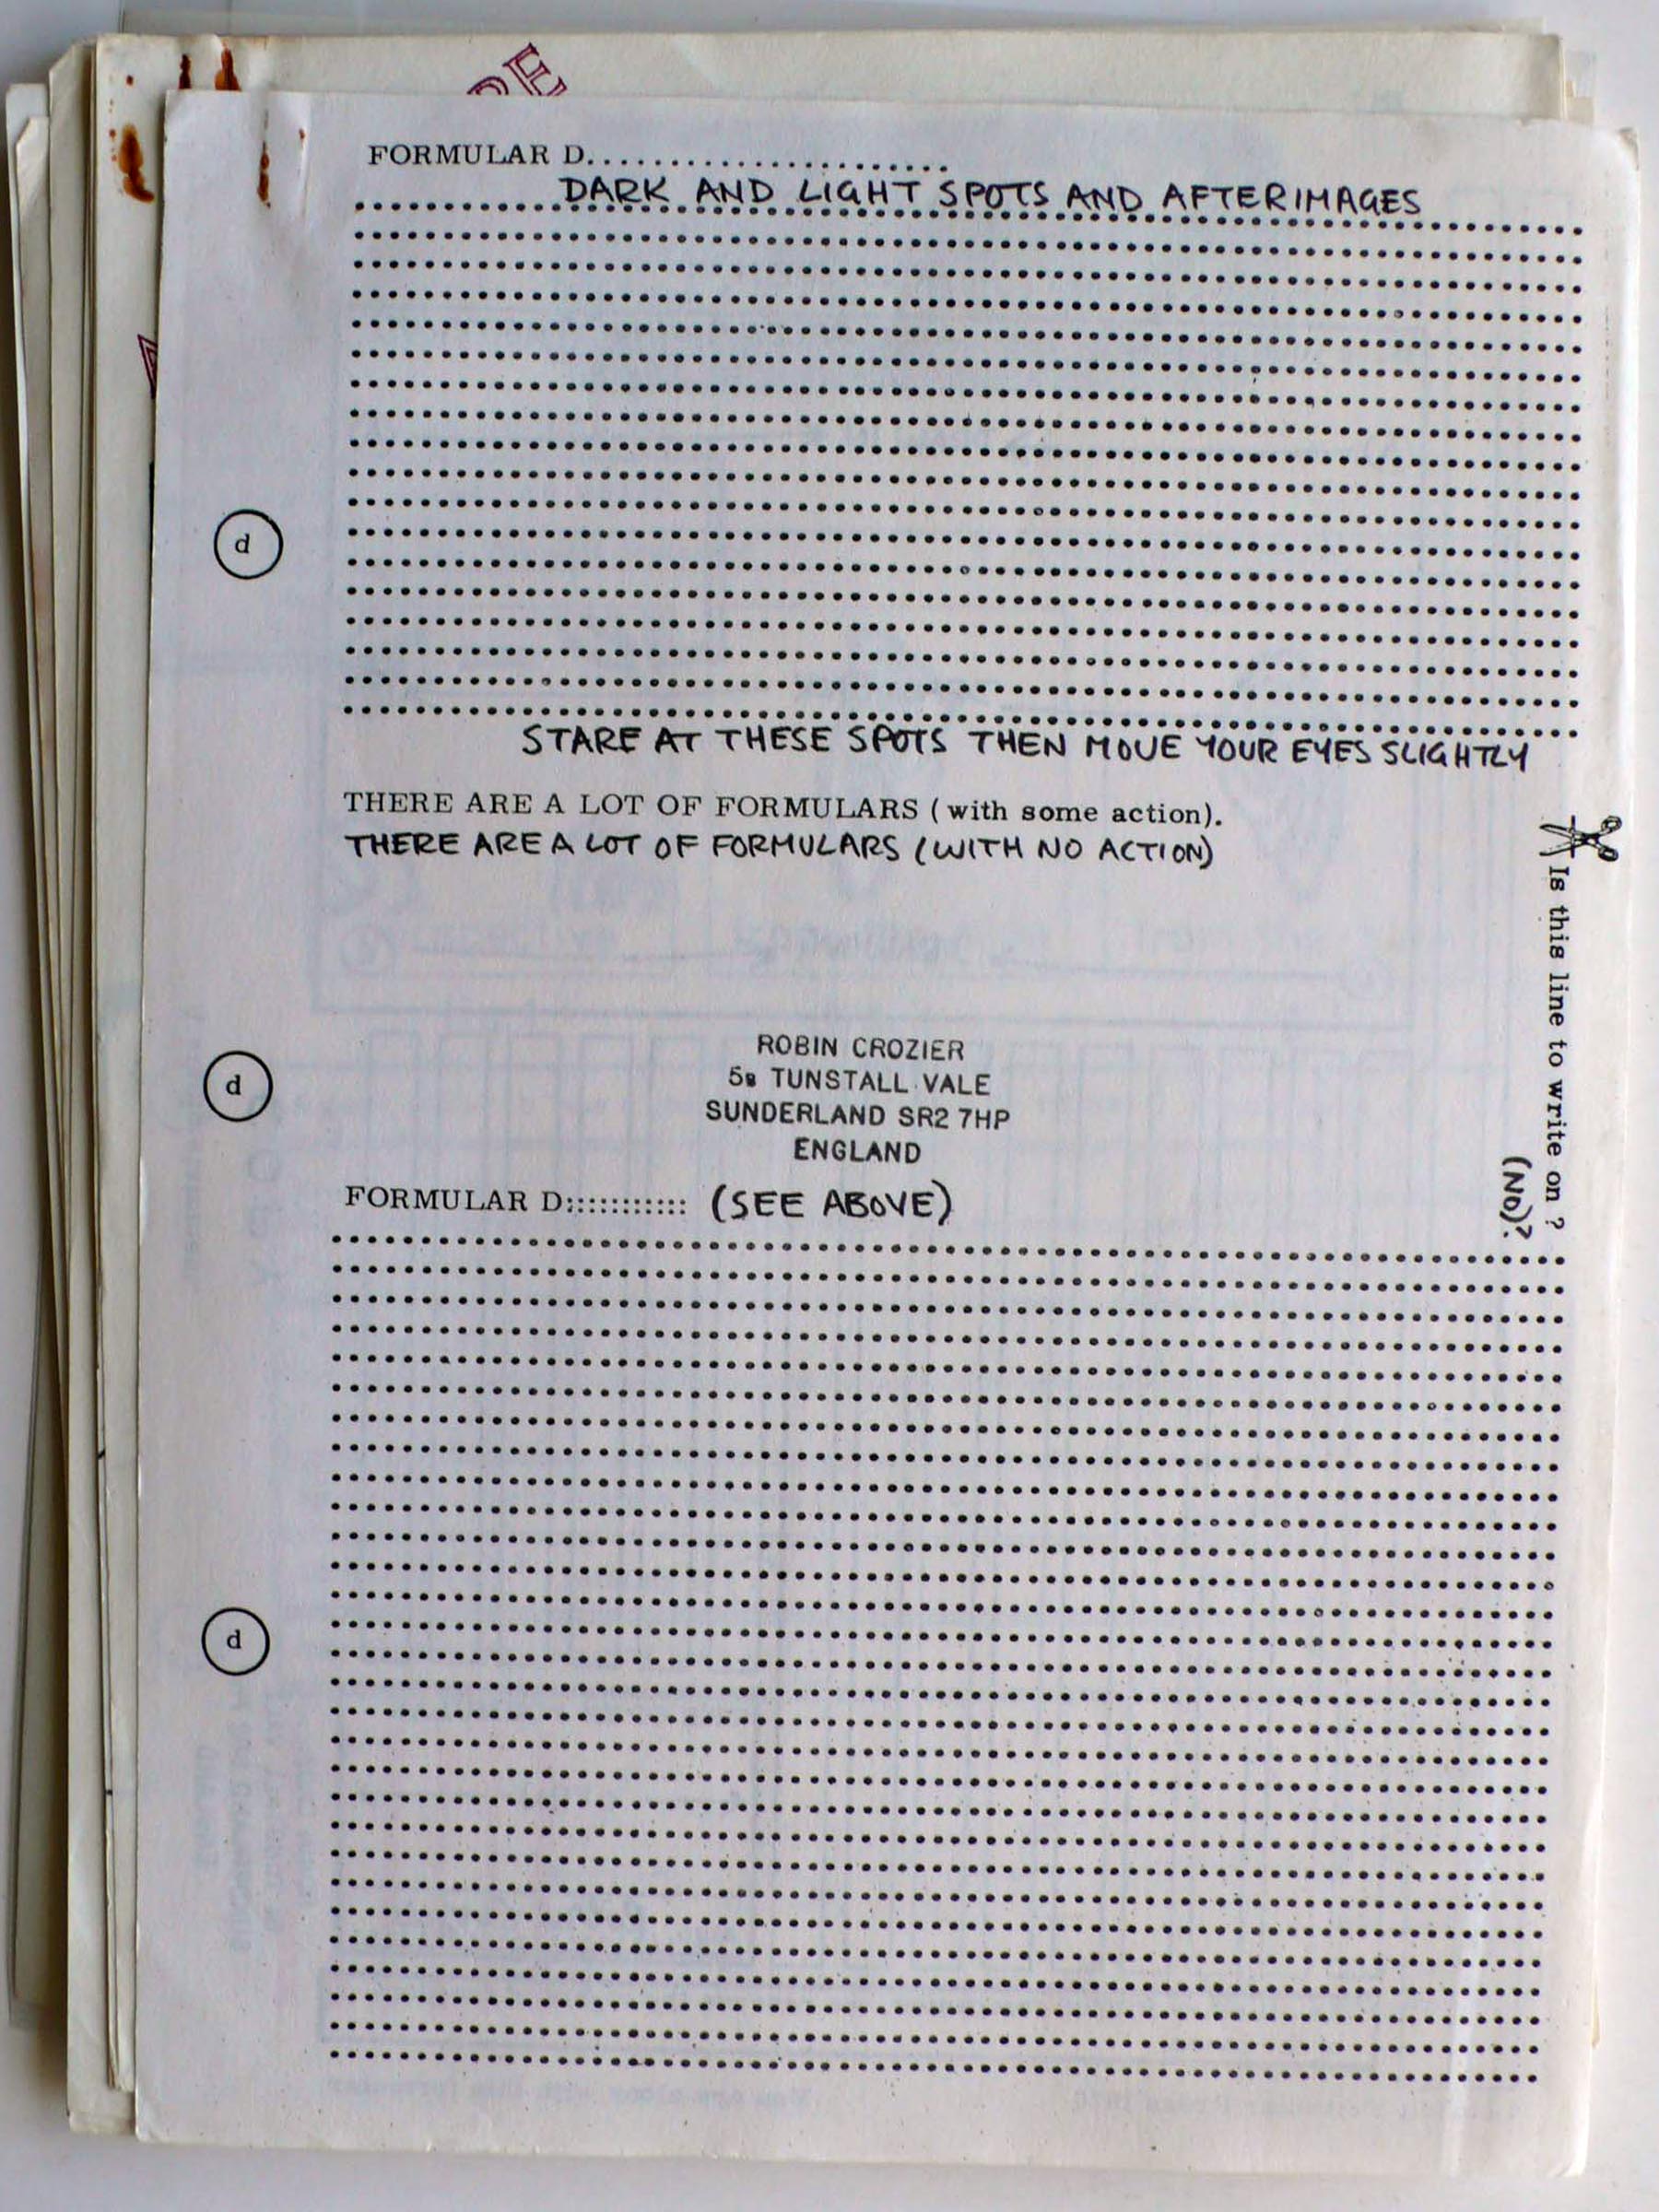 DE
FORMULAR D.......................
DARK AND LIGHT SPOTS AND AFTERIMAGES
d
STARE AT THESE SPOTS THEN MOVE YOUR EYES SLIGHTLY
THERE ARE A LOT OF FORMULARS (with some action).
THERE ARE A LOT OF FORMULARS (WITH NO ACTION)
Is this line to write on ?
(NO)?
d
ROBIN CROZIER
TUNSTALL VALE
SUNDERLAND SR2 7HP
ENGLAND
FORMULAR D::::::::::: (SEE ABOVE)
d